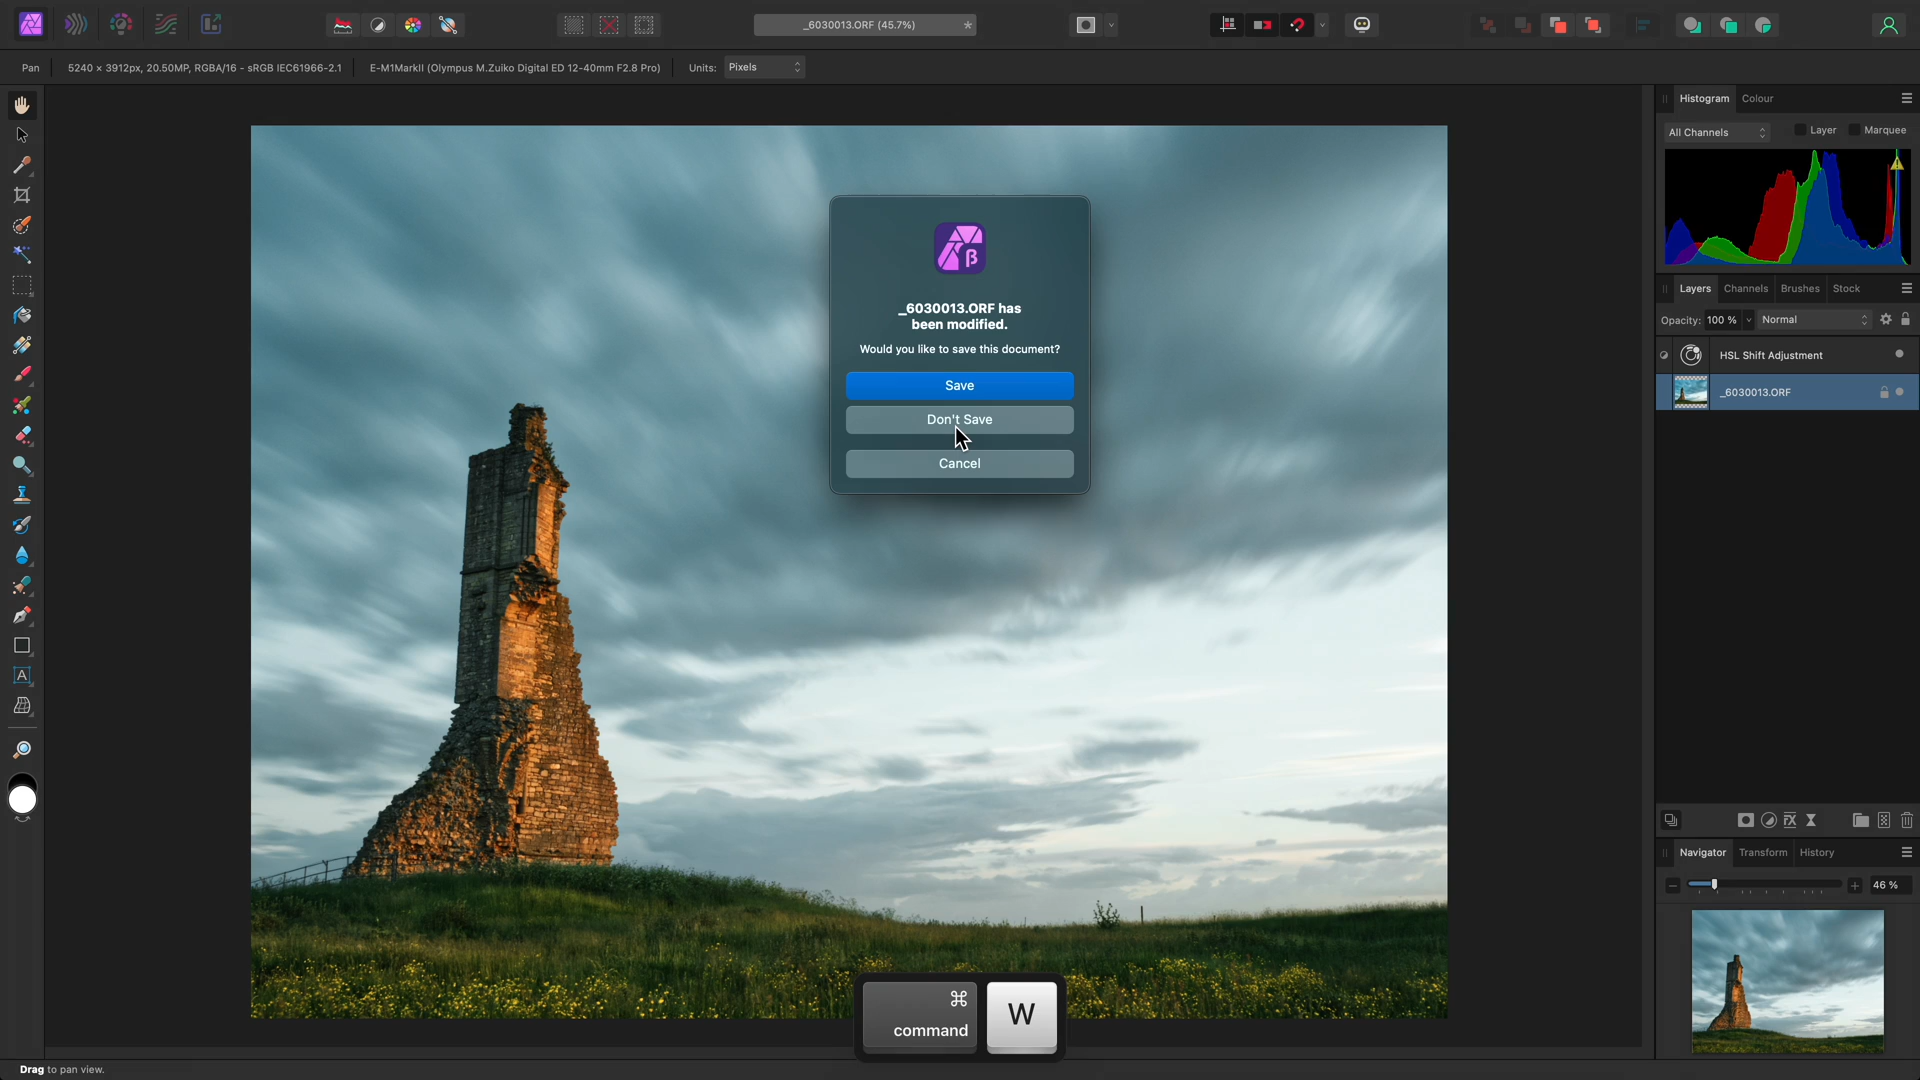 _6030013.ORF (45.7%)
*
Pan
5240 × 3912px, 20.50MP, RGBA/16 - sRGB IEC61966-2.1
E-M1MarkII (Olympus M.Zuiko Digital ED 12-40mm F2.8 Pro)
Units:
Pixels
Histogram
Colour
All Channels
Layer
Marquee
β
_6030013.ORF has
been modified.
Would you like to save this document?
Save
Don't Save
Cancel
Layers
Channels
Brushes
Stock
Opacity:
100 %
Normal
HSL Shift Adjustment
_6030013.ORF
A
Navigator
Transform
History
46 %
⌘
command
W
Drag to pan view.